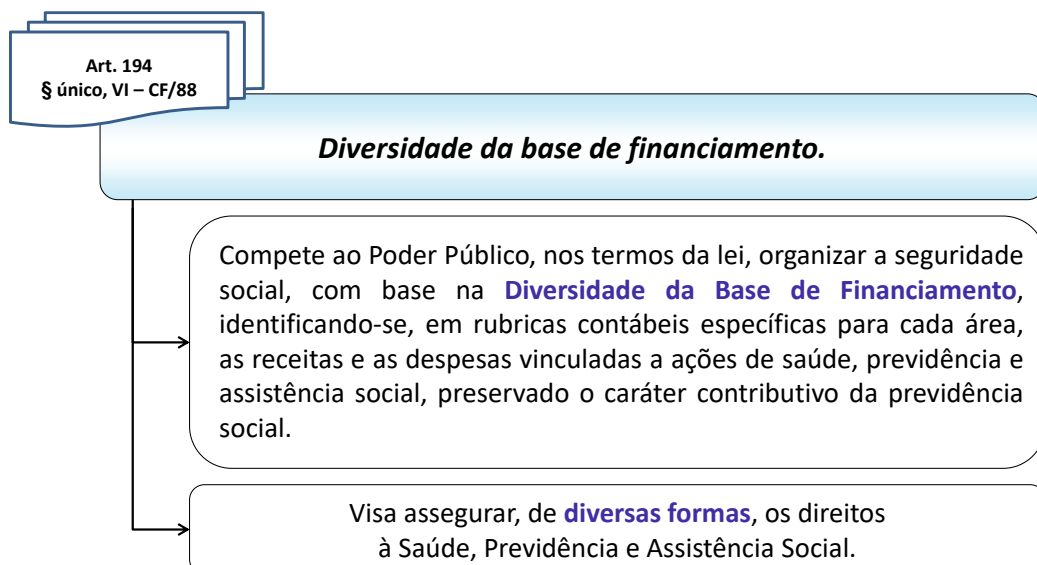 Art. 194
§ único, VI – CF/88
Diversidade da base de financiamento.
Compete ao Poder Público, nos termos da lei, organizar a seguridade
social, com base na Diversidade da Base de Financiamento,
identificando-se, em rubricas contábeis específicas para cada área,
as receitas e as despesas vinculadas a ações de saúde, previdência e
assistência social, preservado o caráter contributivo da previdência
social.
Visa assegurar, de diversas formas, os direitos
à Saúde, Previdência e Assistência Social.